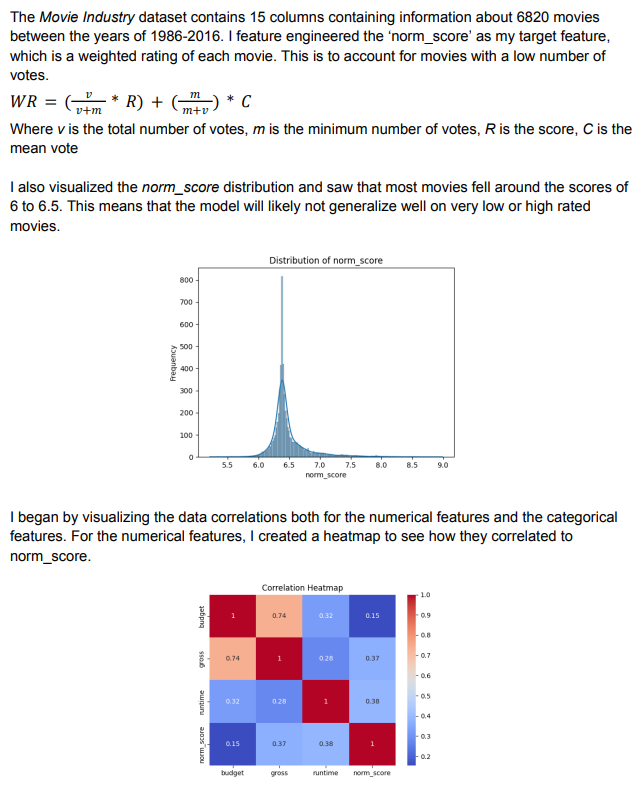 The Movie Industry dataset contains 15 columns containing information about 6820 movies
between the years of 1986-2016. I feature engineered the ‘norm_score’ as my target feature,
which is a weighted rating of each movie. This is to account for movies with a low number of
votes.
WR = (v/(v+m) * R) + (m/(m+v)) * C
Where v is the total number of votes, m is the minimum number of votes, R is the score, C is the
mean vote
I also visualized the norm_score distribution and saw that most movies fell around the scores of
6 to 6.5. This means that the model will likely not generalize well on very low or high rated
movies.
Distribution of norm_score
Frequency
800
700
600
500
400
300
200
100
0
5.5 6.0 6.5 7.0 7.5 8.0 8.5 9.0
norm_score
I began by visualizing the data correlations both for the numerical features and the categorical
features. For the numerical features, I created a heatmap to see how they correlated to
norm_score.
Correlation Heatmap
budget 1 0.74 0.32 0.15
gross 0.74 1 0.28 0.37
runtime 0.32 0.28 1 0.38
norm_score 0.15 0.37 0.38 1
budget gross runtime norm_score
1.0
0.9
0.8
0.7
0.6
0.5
0.4
0.3
0.2